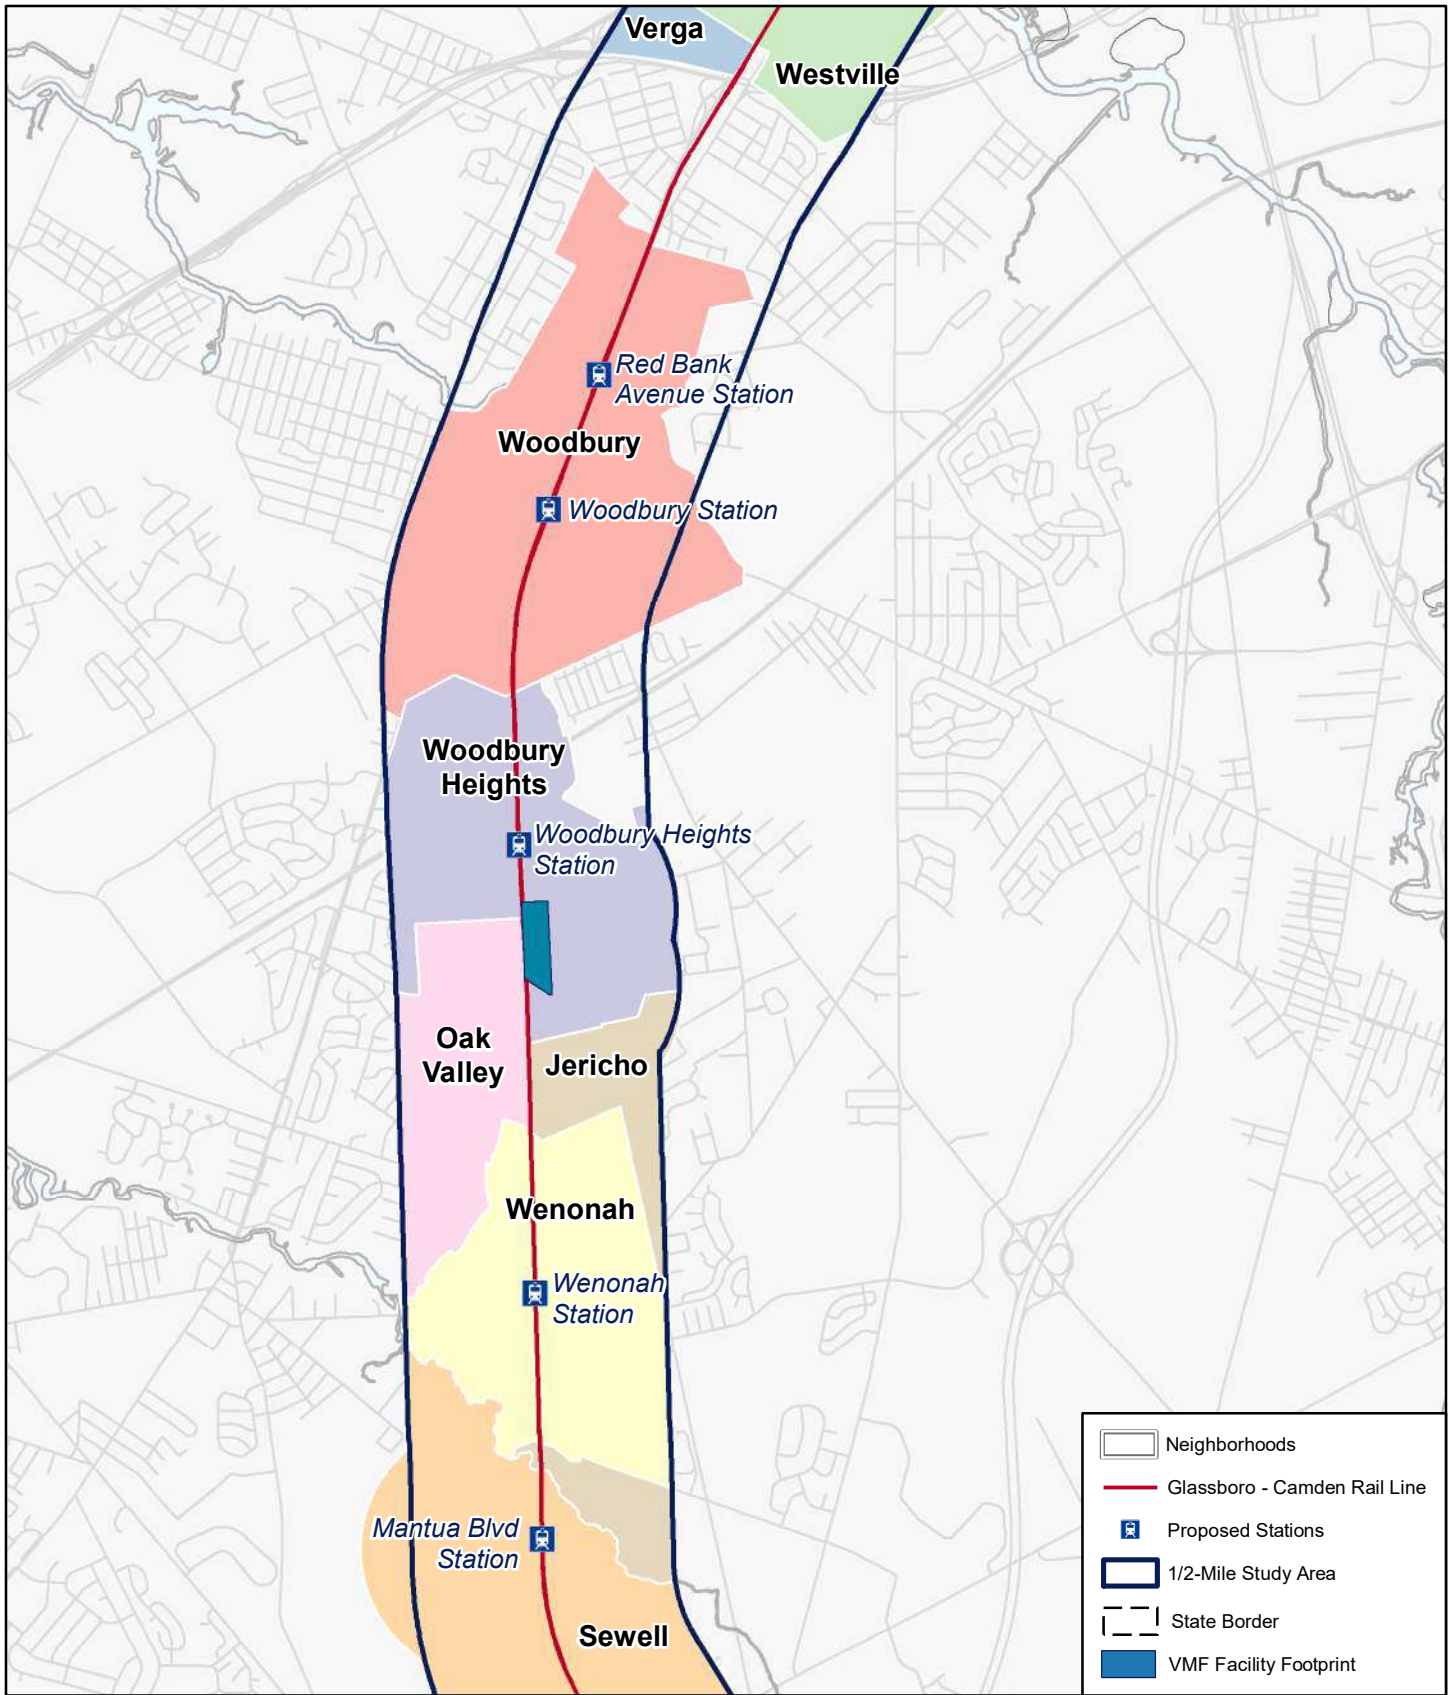 Verga
Westville
Red Bank
Avenue Station
Woodbury
Woodbury Station
Woodbury
Heights
Woodbury Heights
Station
Oak
Valley
Jericho
Wenonah
Wenonah
Station
Mantua Blvd
Station
Sewell
Neighborhoods
Glassboro - Camden Rail Line
Proposed Stations
1/2-Mile Study Area
State Border
VMF Facility Footprint